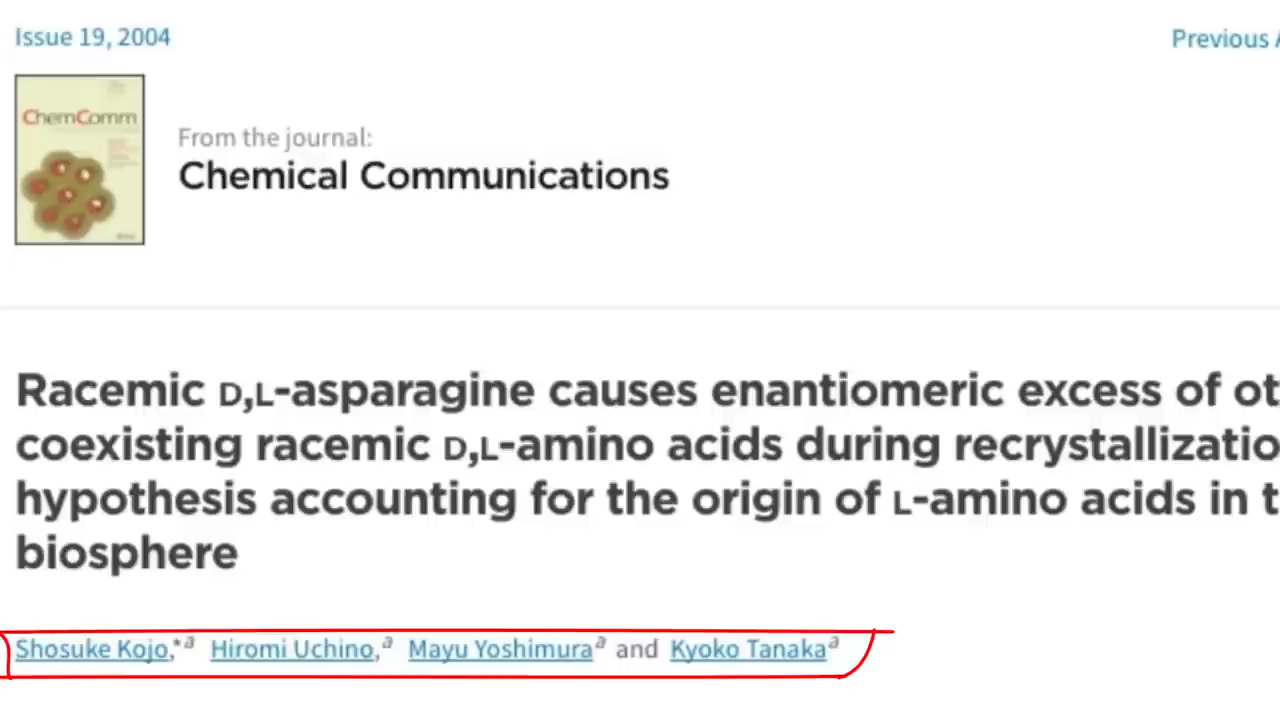 Issue 19, 2004
Previous
ChemComm
From the journal:
Chemical Communications
Racemic D,L-asparagine causes enantiomeric excess of ot
coexisting racemic D,L-amino acids during recrystallizatio
hypothesis accounting for the origin of L-amino acids in t
biosphere
Shosuke Kojo,*a Hiromi Uchino,a Mayu Yoshimuraa and Kyoko Tanakaa